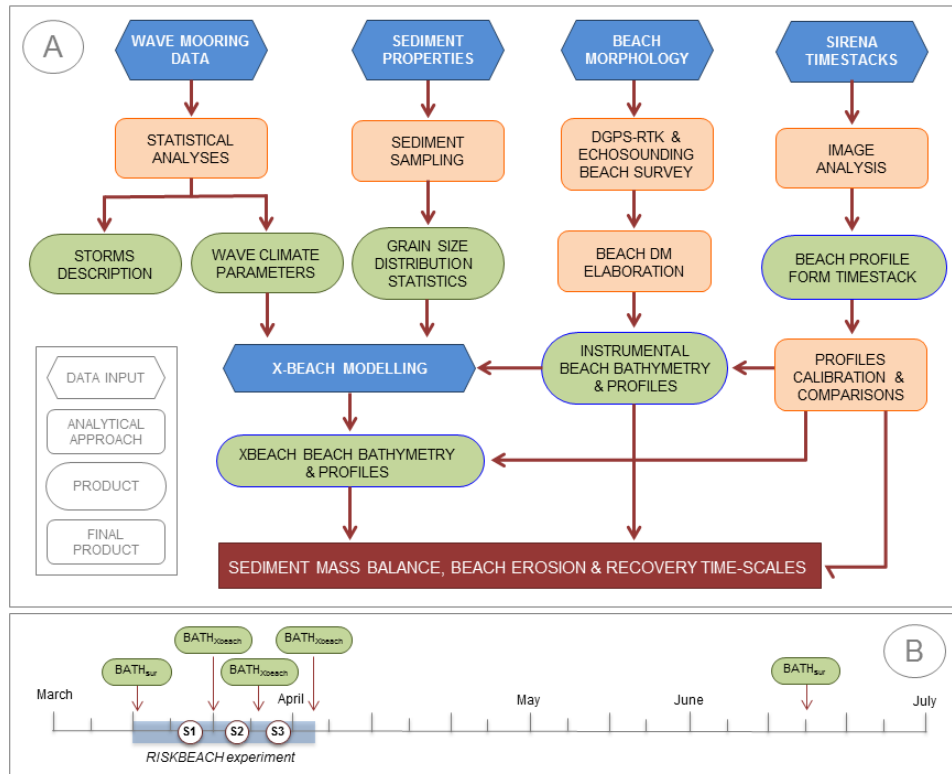 A
WAVE MOORING
DATA
SEDIMENT
PROPERTIES
BEACH
MORPHOLOGY
SIRENA
TIMESTACKS
STATISTICAL
ANALYSES
SEDIMENT
SAMPLING
DGPS-RTK &
ECHOSOUNDING
BEACH SURVEY
IMAGE
ANALYSIS
STORMS
DESCRIPTION
WAVE CLIMATE
PARAMETERS
GRAIN SIZE
DISTRIBUTION
STATISTICS
BEACH DM
ELABORATION
BEACH PROFILE
FORM TIMESTACK
DATA INPUT
ANALYTICAL
APPROACH
PRODUCT
FINAL
PRODUCT
X-BEACH MODELLING
INSTRUMENTAL
BEACH BATHYMETRY
& PROFILES
PROFILES
CALIBRATION &
COMPARISONS
XBEACH BEACH BATHYMETRY
& PROFILES
SEDIMENT MASS BALANCE, BEACH EROSION & RECOVERY TIME-SCALES
B
BATHsur
BATHXbeach
BATHXbeach
BATHXbeach
BATHsur
March
April
May
June
July
S1
S2
S3
RISKBEACH experiment